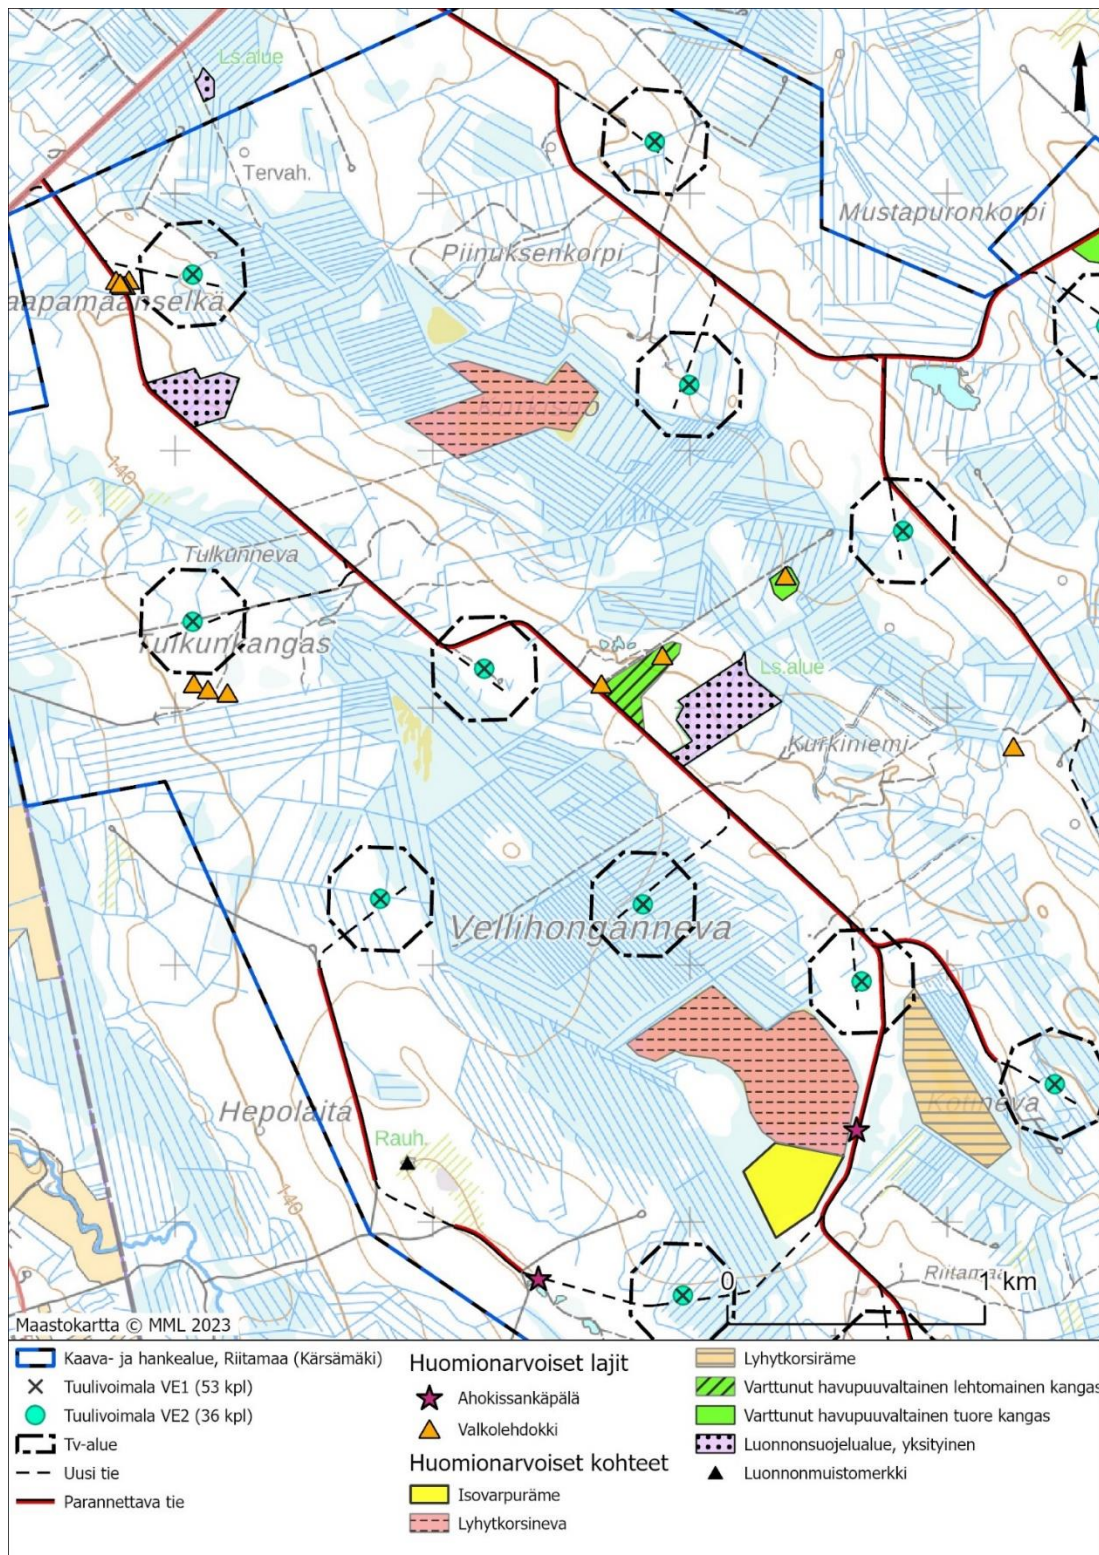 Ls.alue
Tervah.
Mustapuronkorpi
Piinuksenkorpi
aapamaanselkä
140
Tulkunneva
Tulkunkangas
Ls.alue
Kurkiniemi
Vellihonganneva
Hepolaita
Kotineva
Rauh.
140
Riitamaa
0 1 km
Maastokartta © MML 2023
Kaava- ja hankealue, Riitamaa (Kärsämäki)
Tuulivoimala VE1 (53 kpl)
Tuulivoimala VE2 (36 kpl)
Tv-alue
Uusi tie
Parannettava tie
Huomionarvoiset lajit
Ahokissankäpälä
Valkolehdokki
Huomionarvoiset kohteet
Isovarpuräme
Lyhytkorsineva
Lyhytkorsiräme
Varttunut havupuuvaltainen lehtomainen kangas
Varttunut havupuuvaltainen tuore kangas
Luonnonsuojelualue, yksityinen
Luonnonmuistomerkki